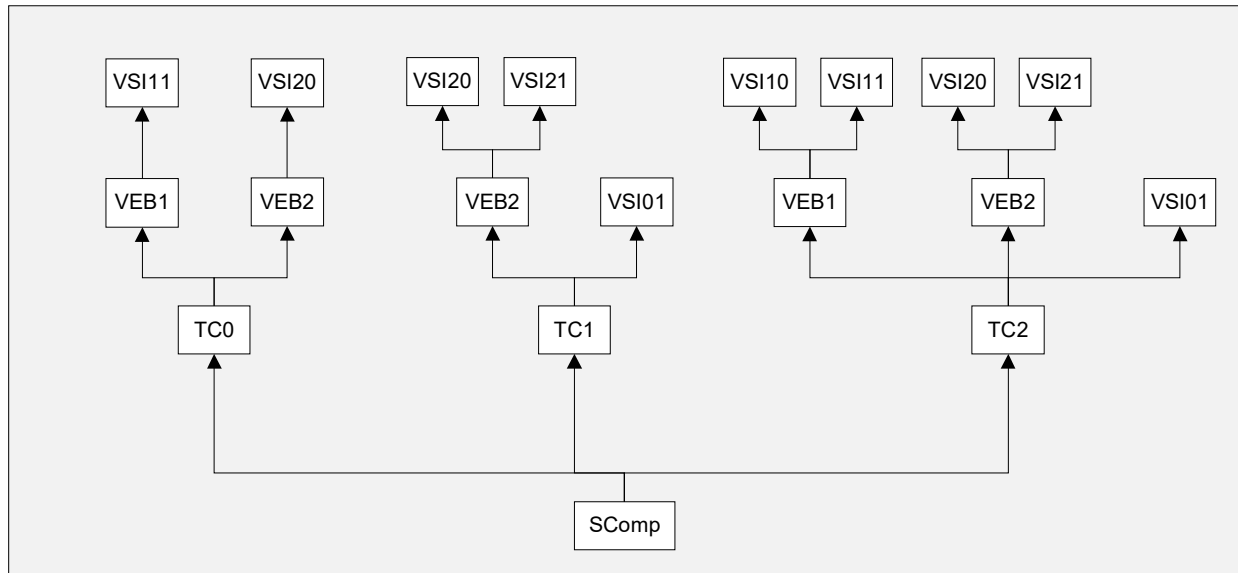 VSI11 VSI20 VSI20 VSI21 VSI10 VSI11 VSI20 VSI21
VEB1 VEB2 VEB2 VSI01 VEB1 VEB2 VSI01
TC0 TC1 TC2
SComp